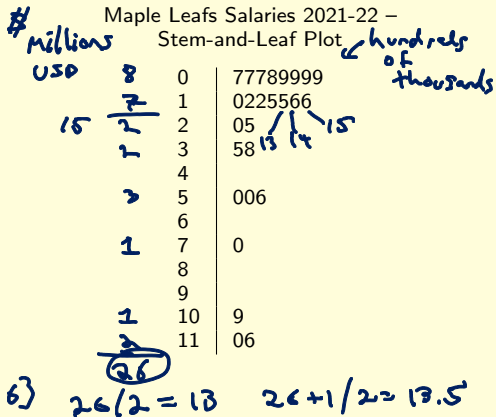 # Maple Leafs Salaries 2021-22 –
Millions Stem-and-Leaf Plot hundreds
USD of
thousands
8 0 77789999
7 1 0225566
15 2 2 05 13 14 15
2 3 58
4
3 5 006
6
1 7 0
8
9
1 10 9
2 11 06
26
6) 26/2 = 13 26+1/2= 13.5